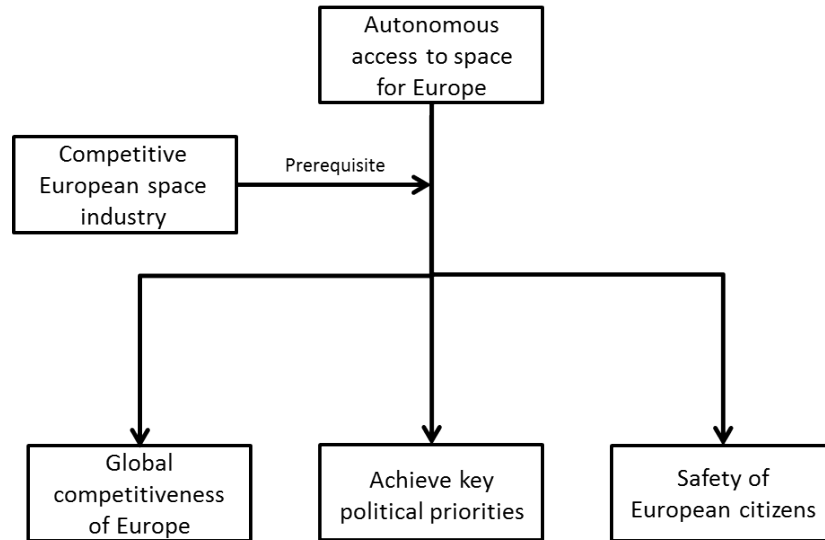 Autonomous
access to space
for Europe
Competitive
European space
industry
Prerequisite
Global
competitiveness
of Europe
Achieve key
political priorities
Safety of
European citizens